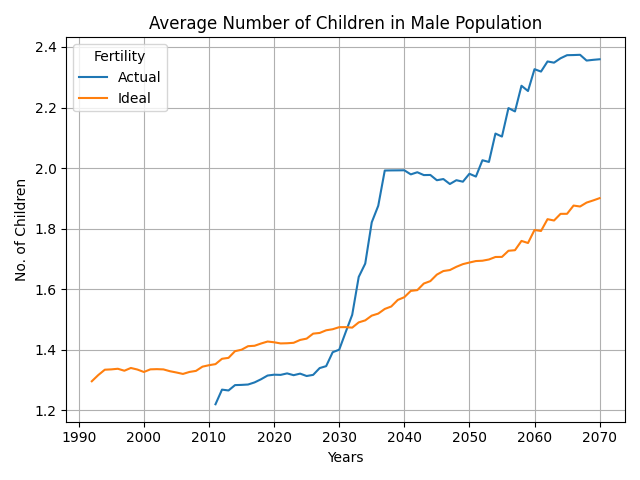 Average Number of Children in Male Population
Fertility
Actual
Ideal
No. of Children
2.4
2.2
2.0
1.8
1.6
1.4
1.2
1990 2000 2010 2020 2030 2040 2050 2060 2070
Years